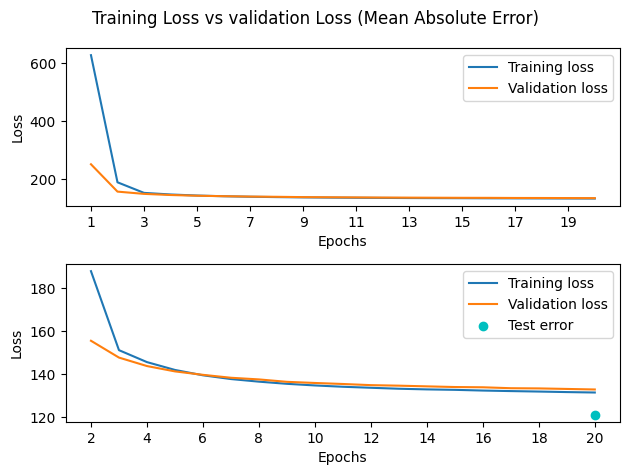 Training Loss vs validation Loss (Mean Absolute Error)
600
400
200
Loss
Training loss
Validation loss
1 3 5 7 9 11 13 15 17 19
Epochs
180
160
140
120
Loss
Training loss
Validation loss
Test error
2 4 6 8 10 12 14 16 18 20
Epochs